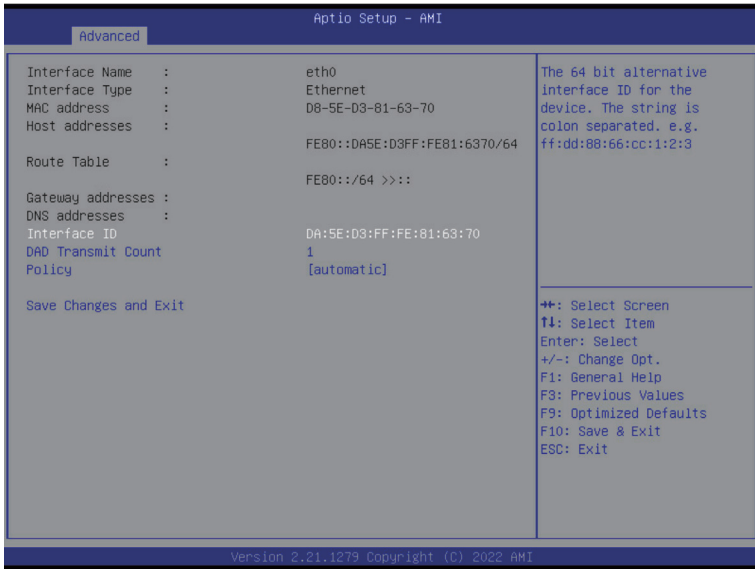 Aptio Setup – AMI
Advanced
Interface Name : eth0
Interface Type : Ethernet
MAC address : D8-5E-D3-81-63-70
Host addresses :
FE80::DA5E:D3FF:FE81:6370/64
Route Table :
FE80::/64 >>::
Gateway addresses :
DNS addresses :
Interface ID DA:5E:D3:FF:FE:81:63:70
DAD Transmit Count 1
Policy [automatic]
Save Changes and Exit
The 64 bit alternative
interface ID for the
device. The string is
colon separated. e.g.
ff:dd:88:66:cc:1:2:3
→←: Select Screen
↑↓: Select Item
Enter: Select
+/-: Change Opt.
F1: General Help
F3: Previous Values
F9: Optimized Defaults
F10: Save & Exit
ESC: Exit
Version 2.21.1279 Copyright (C) 2022 AMI